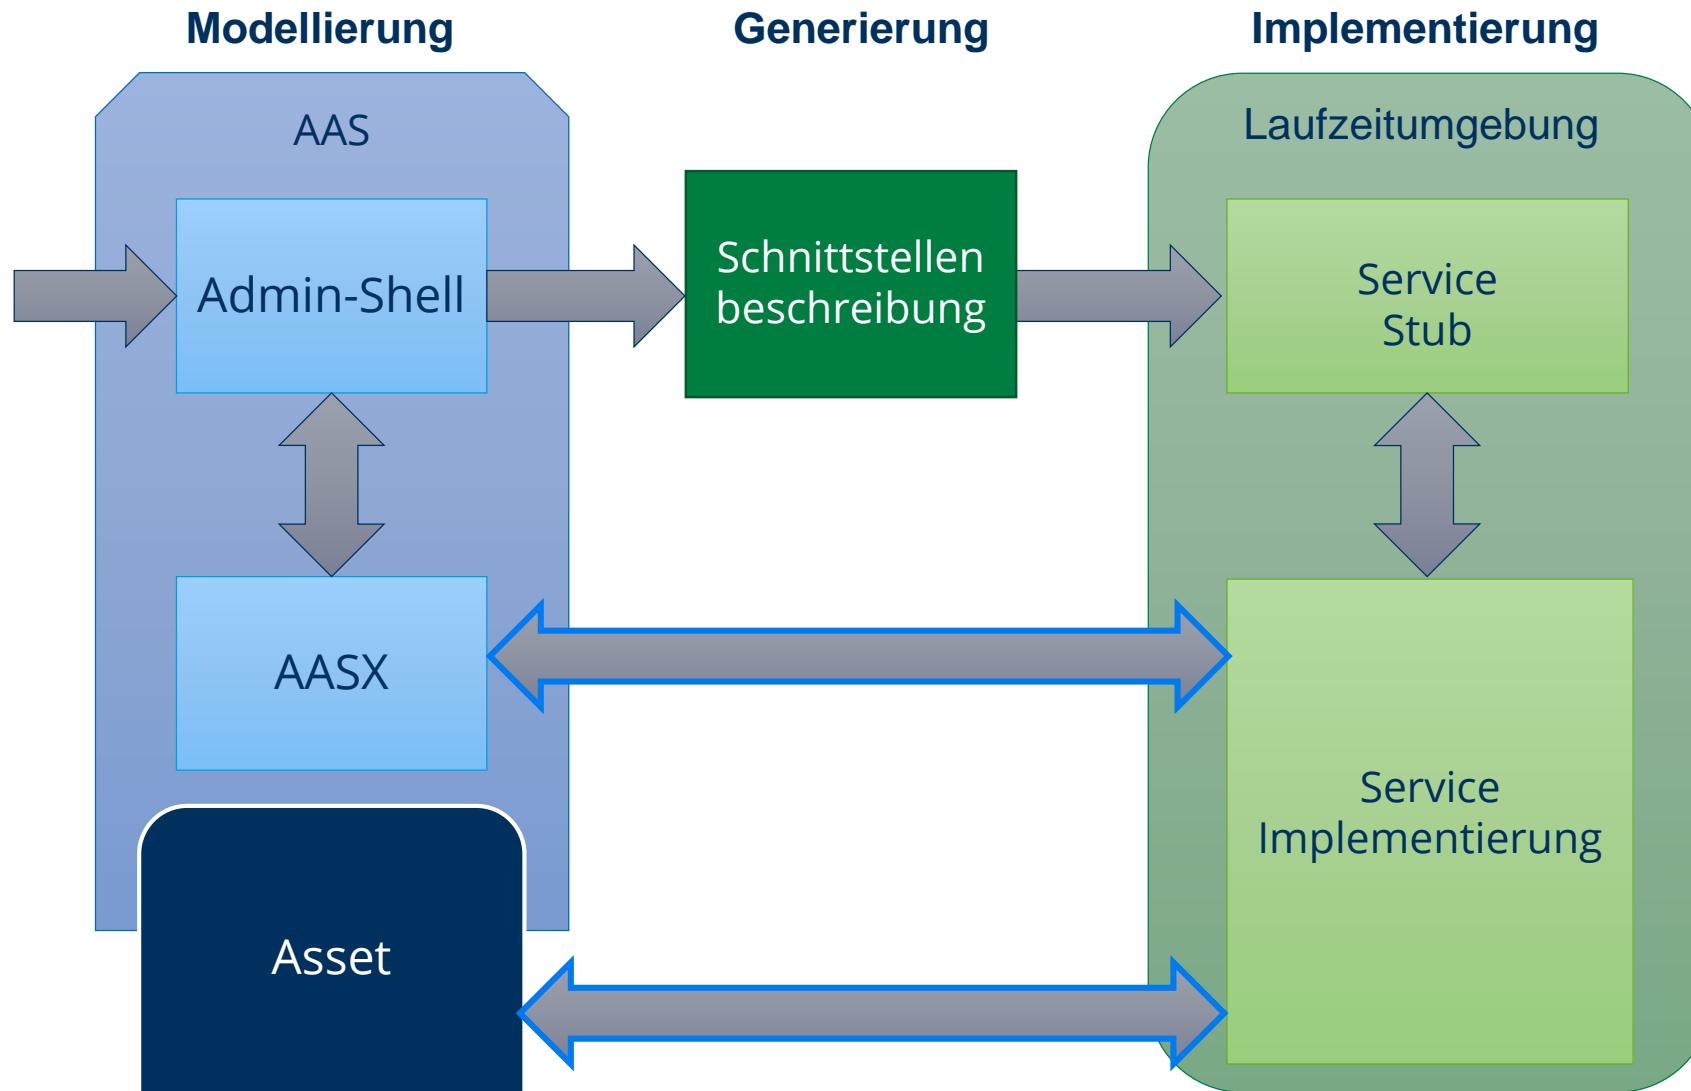 Modellierung
Generierung
Implementierung
AAS
Laufzeitumgebung
Admin-Shell
Schnittstellen
beschreibung
Service
Stub
AASX
Service
Implementierung
Asset